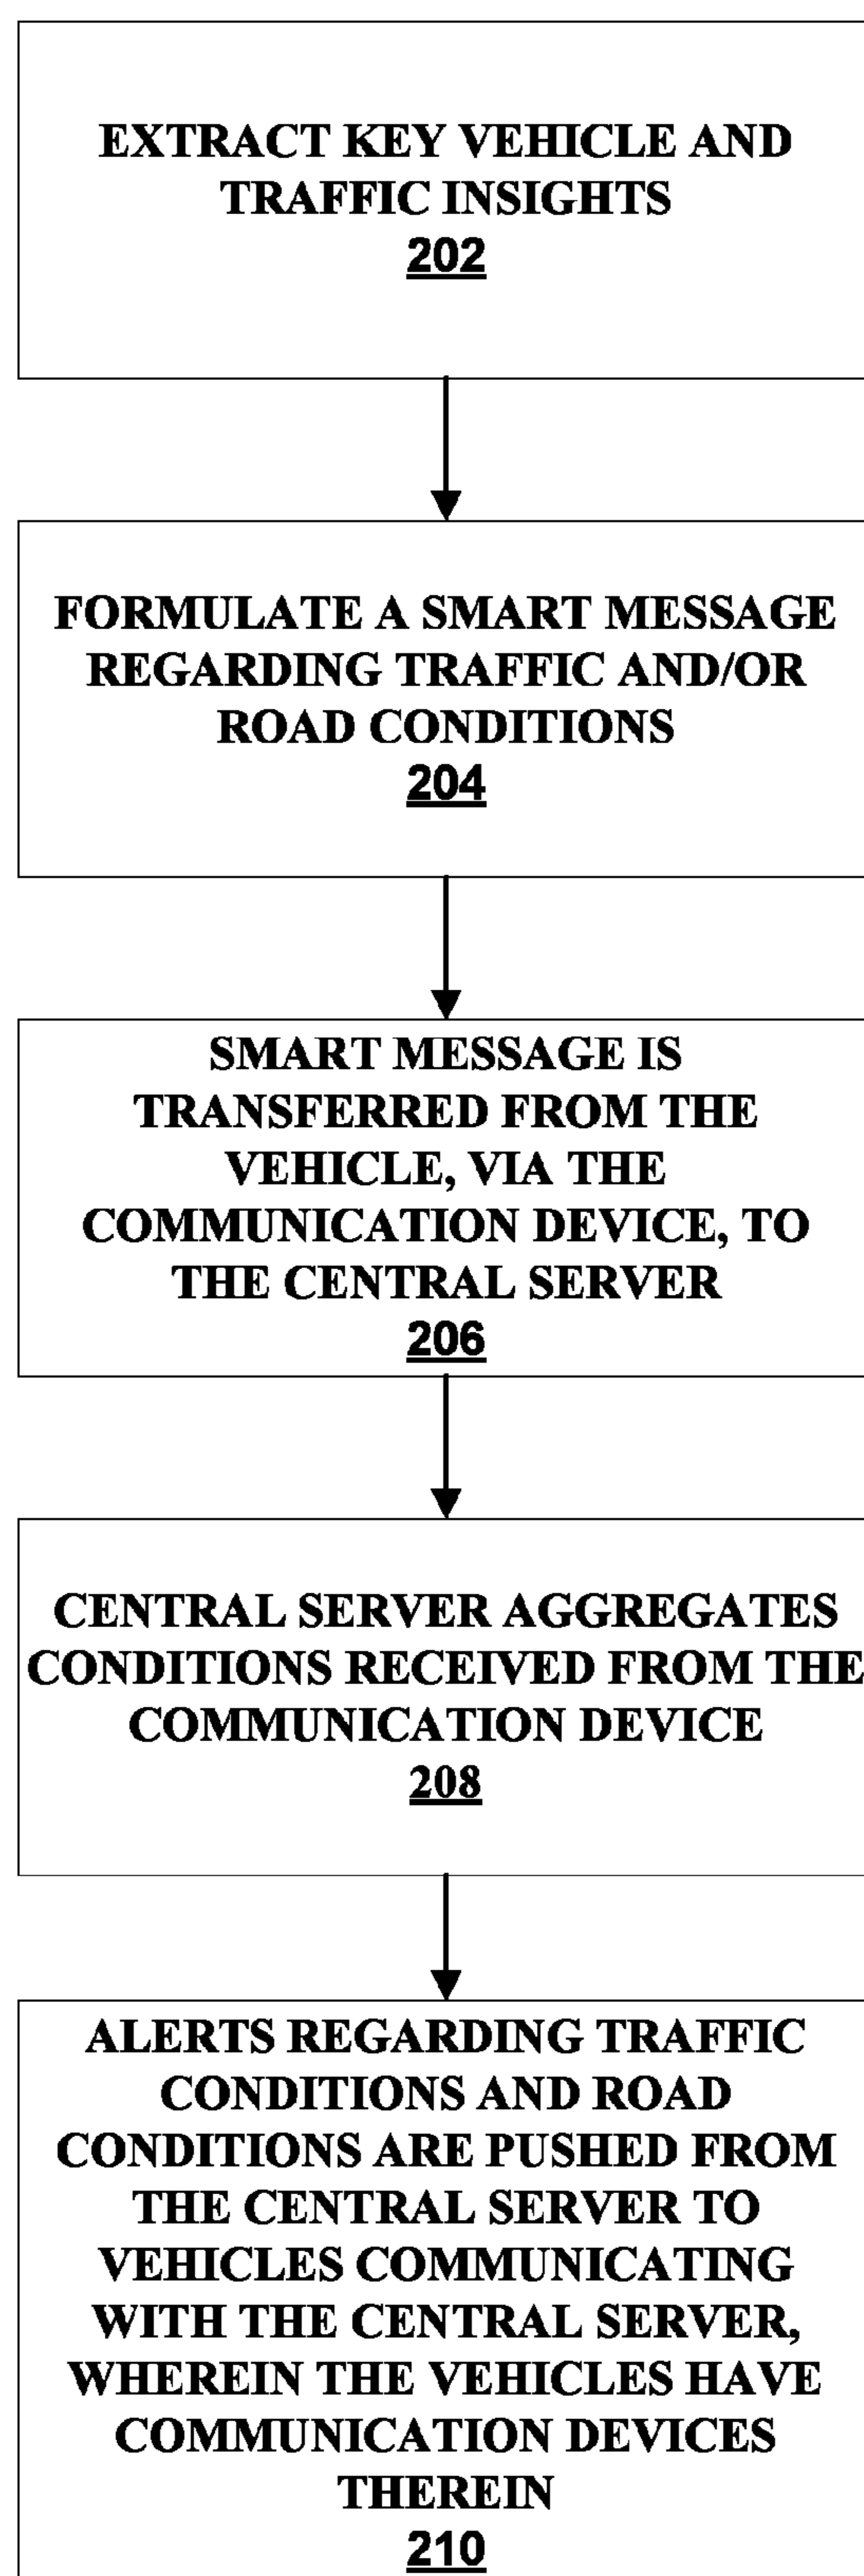 EXTRACT KEY VEHICLE AND
TRAFFIC INSIGHTS
202
FORMULATE A SMART MESSAGE
REGARDING TRAFFIC AND/OR
ROAD CONDITIONS
204
SMART MESSAGE IS
TRANSFERRED FROM THE
VEHICLE, VIA THE
COMMUNICATION DEVICE, TO
THE CENTRAL SERVER
206
CENTRAL SERVER AGGREGATES
CONDITIONS RECEIVED FROM THE
COMMUNICATION DEVICE
208
ALERTS REGARDING TRAFFIC
CONDITIONS AND ROAD
CONDITIONS ARE PUSHED FROM
THE CENTRAL SERVER TO
VEHICLES COMMUNICATING
WITH THE CENTRAL SERVER,
WHEREIN THE VEHICLES HAVE
COMMUNICATION DEVICES
THEREIN
210